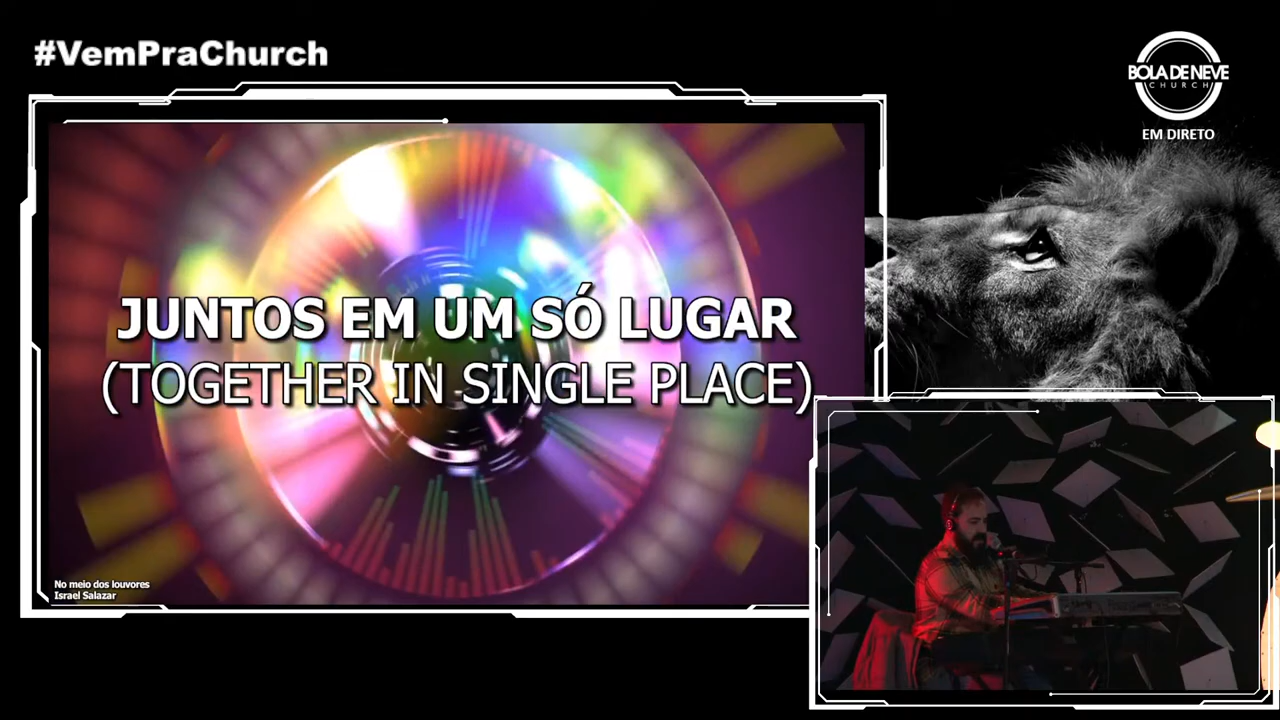 #VemPraChurch
BOLA DE NEVE
CHURCH
EM DIRETO
JUNTOS EM UM SÓ LUGAR
(TOGETHER IN SINGLE PLACE)
No meio dos louvores
Israel Salazar